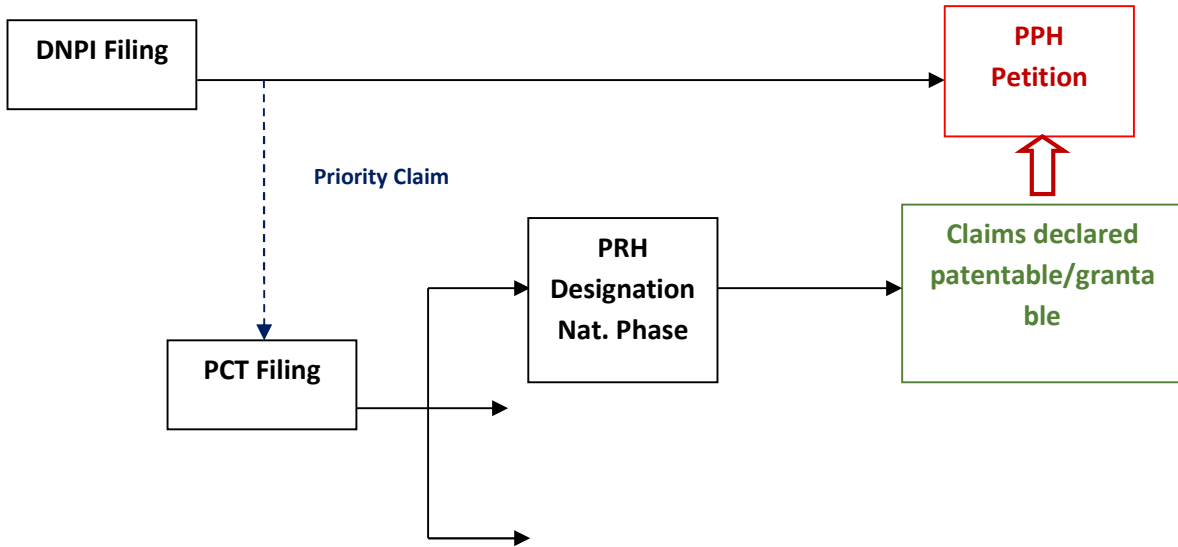 DNPI Filing
PPH
Petition
Priority Claim
PRH
Designation
Nat. Phase
Claims declared
patentable/granta
ble
PCT Filing